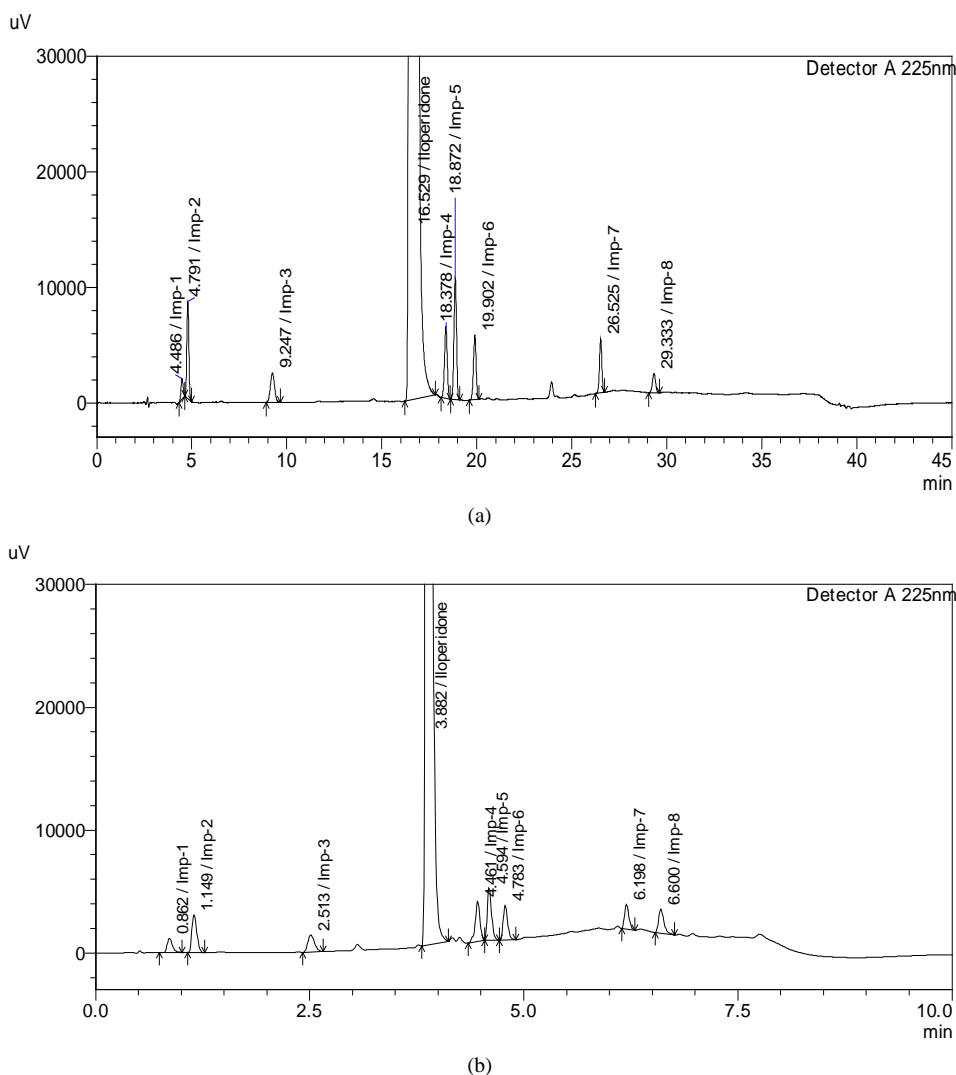 uV
30000
Detector A 225nm
20000
10000
0
4.486 / Imp-1
4.791 / Imp-2
9.247 / Imp-3
16.529 / Iloperidone
18.378 / Imp-4
18.872 / Imp-5
19.902 / Imp-6
26.525 / Imp-7
29.333 / Imp-8
0 5 10 15 20 25 30 35 40 45
min
(a)
uV
30000
Detector A 225nm
20000
10000
0
0.862 / Imp-1
1.149 / Imp-2
2.513 / Imp-3
3.882 / Iloperidone
4.461 / Imp-4
4.594 / Imp-5
4.783 / Imp-6
6.198 / Imp-7
6.600 / Imp-8
0.0 2.5 5.0 7.5 10.0
min
(b)